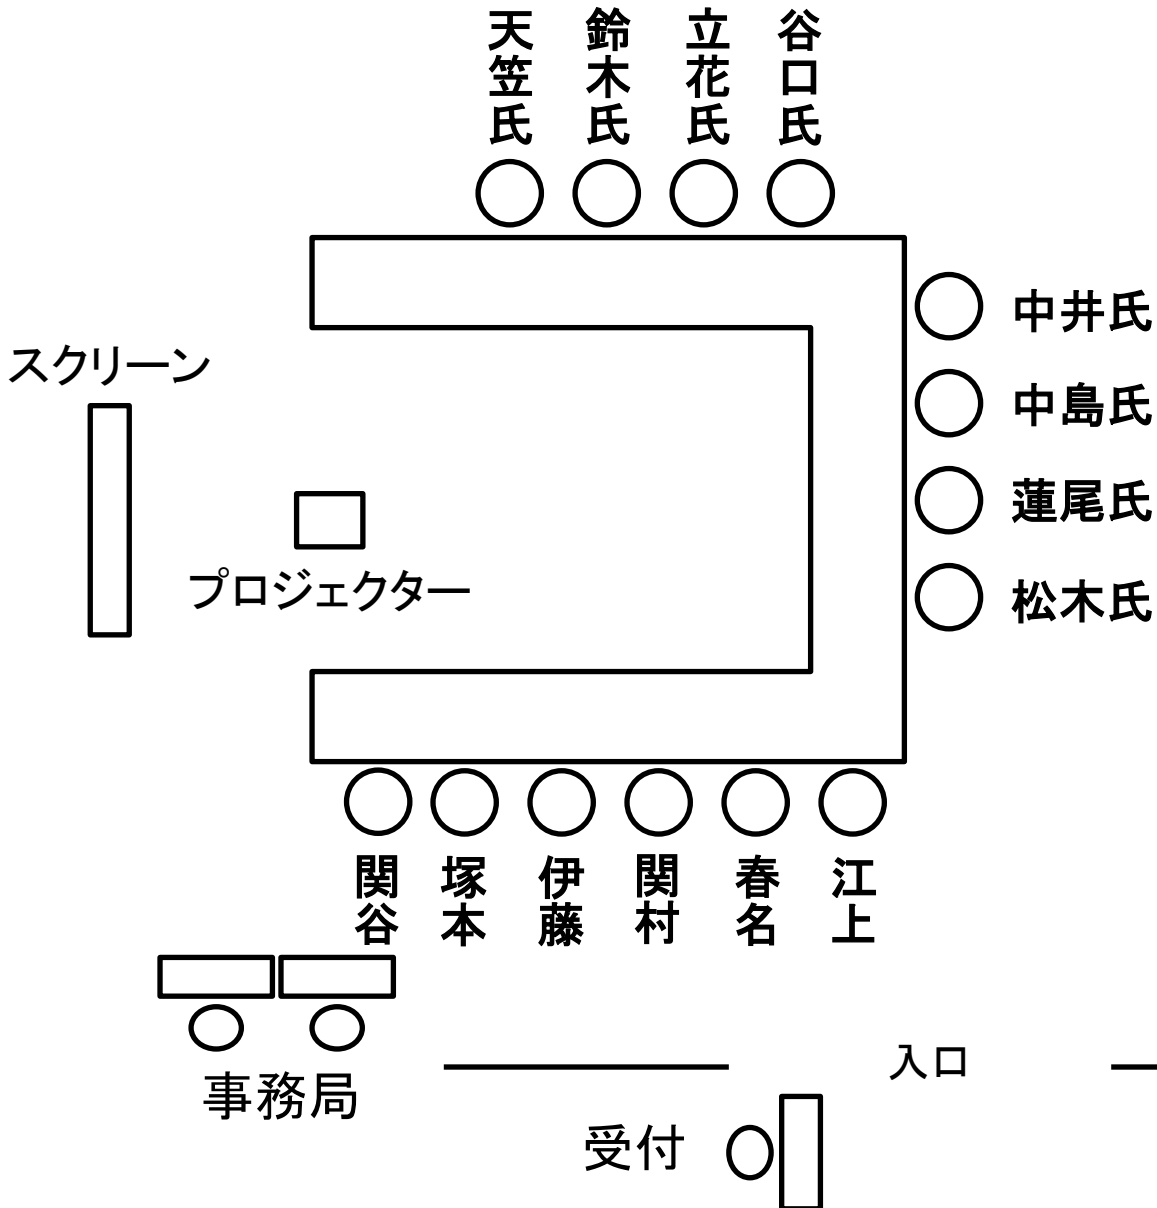 天笠氏
鈴木氏
立花氏
谷口氏
中井氏
スクリーン
中島氏
蓮尾氏
プロジェクター
松木氏
関谷
塚本
伊藤
関村
春名
江上
事務局
入口
受付